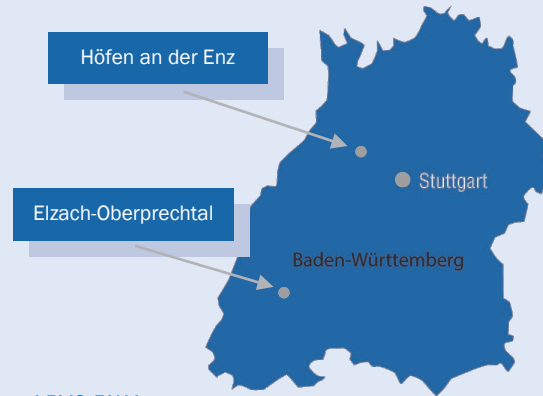 Höfen an der Enz
Stuttgart
Elzach-Oberprechtal
Baden-Württemberg